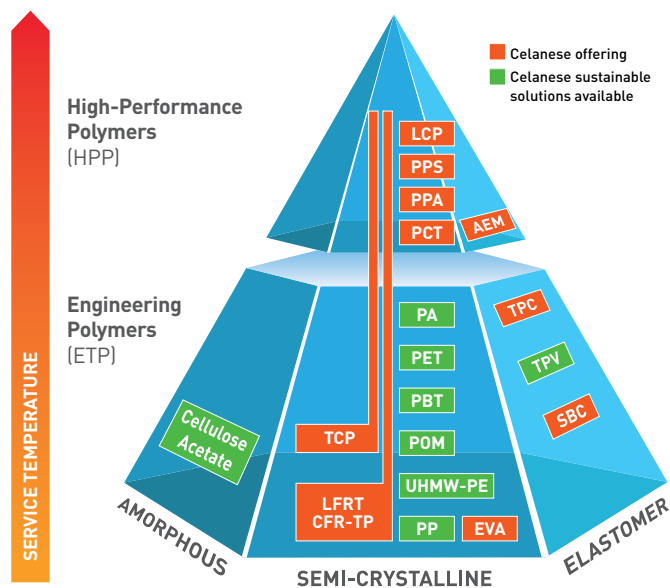 Celanese offering
Celanese sustainable
solutions available
High-Performance
Polymers
(HPP)
LCP
PPS
PPA
PCT
AEM
Engineering
Polymers
(ETP)
PA
PET
PBT
POM
UHMW-PE
PP
EVA
TPC
TPV
SBC
Cellulose
Acetate
TCP
LFRT
CFR-TP
SERVICE TEMPERATURE
AMORPHOUS
SEMI-CRYSTALLINE
ELASTOMER